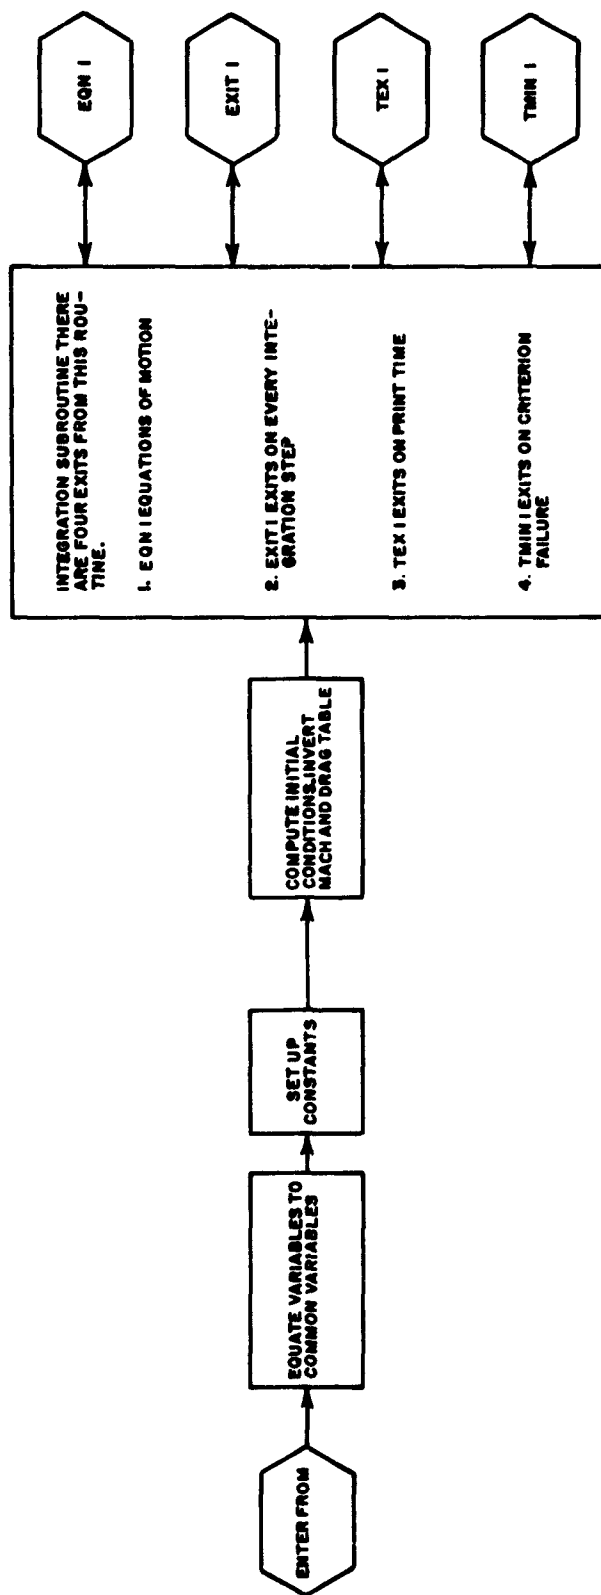 ENTER FROM
EQUATE VARIABLES TO
COMMON VARIABLES
SET UP
CONSTANTS
COMPUTE INITIAL
CONDITIONS.INVERT
MACH AND DRAG TABLE
INTEGRATION SUBROUTINE THERE
ARE FOUR EXITS FROM THIS ROU-
TINE.
1. EQN I EQUATIONS OF MOTION
2. EXIT I EXITS ON EVERY INTE-
GRATION STEP
3. TEX I EXITS ON PRINT TIME
4. TMIN I EXITS ON CRITERION
FAILURE
EQN I
EXIT I
TEX I
TMIN I